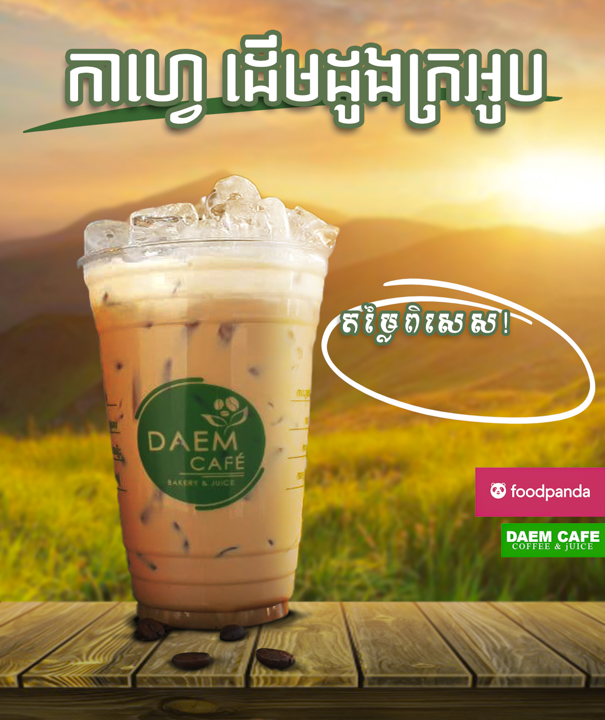 កាហ្វេ ដើមដូងក្រអូប
តម្លៃពិសេស!
DAEM
CAFÉ
BAKERY & JUICE
foodpanda
DAEM CAFE
COFFEE & jUICE